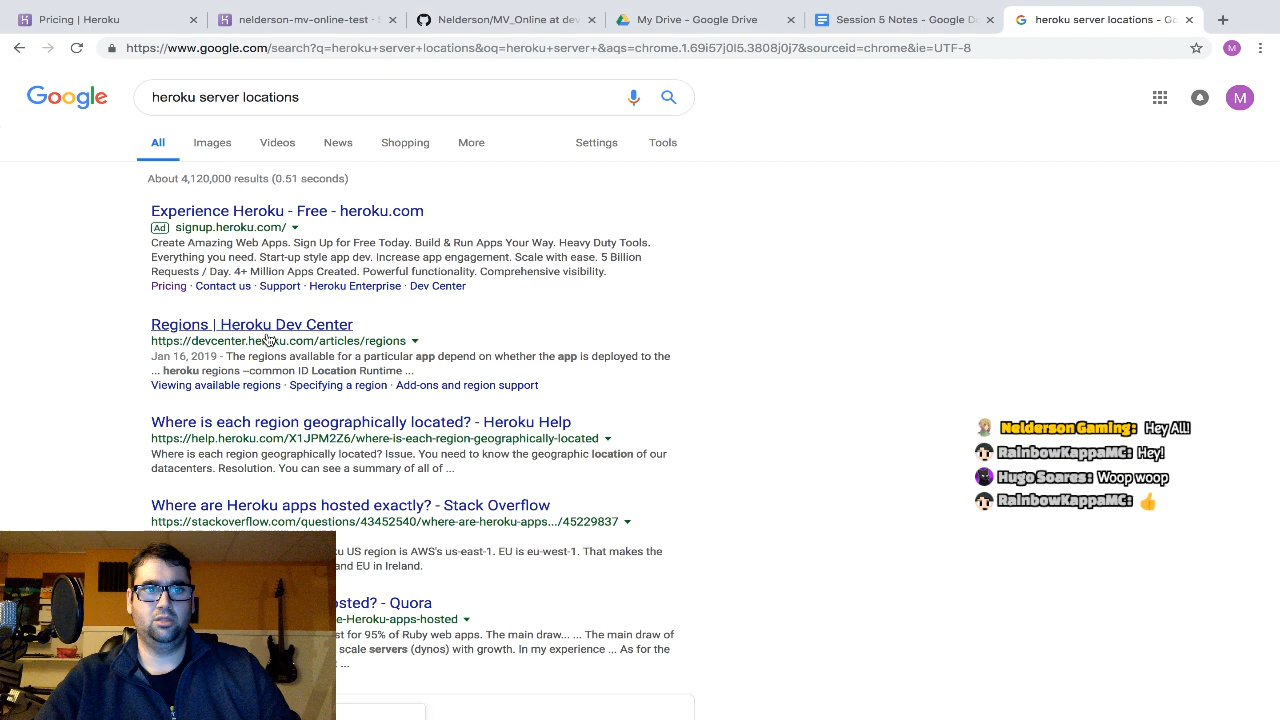 Pricing | Heroku
nelderson-mv-online-test · 
Nelderson/MV_Online at dev
My Drive - Google Drive
Session 5 Notes - Google D
heroku server locations - Go
https://www.google.com/search?q=heroku+server+locations&oq=heroku+server+&aqs=chrome.1.69i57j0l5.3808j0j7&sourceid=chrome&ie=UTF-8
M
Google
heroku server locations
M
All
Images
Videos
News
Shopping
More
Settings
Tools
About 4,120,000 results (0.51 seconds)
Experience Heroku - Free - heroku.com
Ad signup.heroku.com/
Create Amazing Web Apps. Sign Up for Free Today. Build & Run Apps Your Way. Heavy Duty Tools.
Everything you need. Start-up style app dev. Increase app engagement. Scale with ease. 5 Billion
Requests / Day. 4+ Million Apps Created. Powerful functionality. Comprehensive visibility.
Pricing · Contact us · Support · Heroku Enterprise · Dev Center
Regions | Heroku Dev Center
https://devcenter.heroku.com/articles/regions
Jan 16, 2019 - The regions available for a particular app depend on whether the app is deployed to the
... heroku regions --common ID Location Runtime ...
Viewing available regions · Specifying a region · Add-ons and region support
Where is each region geographically located? - Heroku Help
https://help.heroku.com/X1JPM2Z6/where-is-each-region-geographically-located
Where is each region geographically located? Issue. You need to know the geographic location of our
datacenters. Resolution. You can see a summary of all of ...
Where are Heroku apps hosted exactly? - Stack Overflow
https://stackoverflow.com/questions/43452540/where-are-heroku-apps.../45229837
ku US region is AWS's us-east-1. EU is eu-west-1. That makes the
and EU in Ireland.
osted? - Quora
e-Heroku-apps-hosted
st for 95% of Ruby web apps. The main draw... ... The main draw of
scale servers (dynos) with growth. In my experience ... As for the
...
Nelderson Gaming: Hey All!
RainbowKappaMC: Hey!
Hugo Soares: Woop woop
RainbowKappaMC: 👍